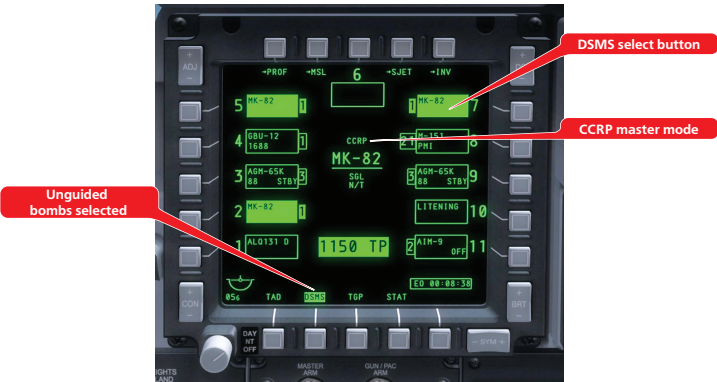 DSMS select button
CCRP master mode
Unguided
bombs selected
ADJ
→PROF →MSL 6 →SJET →INV
5 MK-82 1
1 MK-82 7
4 GBU-12 1
1688
CCRP
21 M-151 8
PMI
MK-82
3 AGM-65K 3
88 STBY
SGL
N/T
3 AGM-65K 9
88 STBY
2 MK-82 1
LITENING 10
1 ALQ131 D
1150 TP
2 AIM-9 11
OFF
EO 00:08:38
056 TAD DSMS TGP STAT
CON
BRT
DAY
NT
OFF
- SYM +
MASTER
ARM
GUN / PAC
ARM